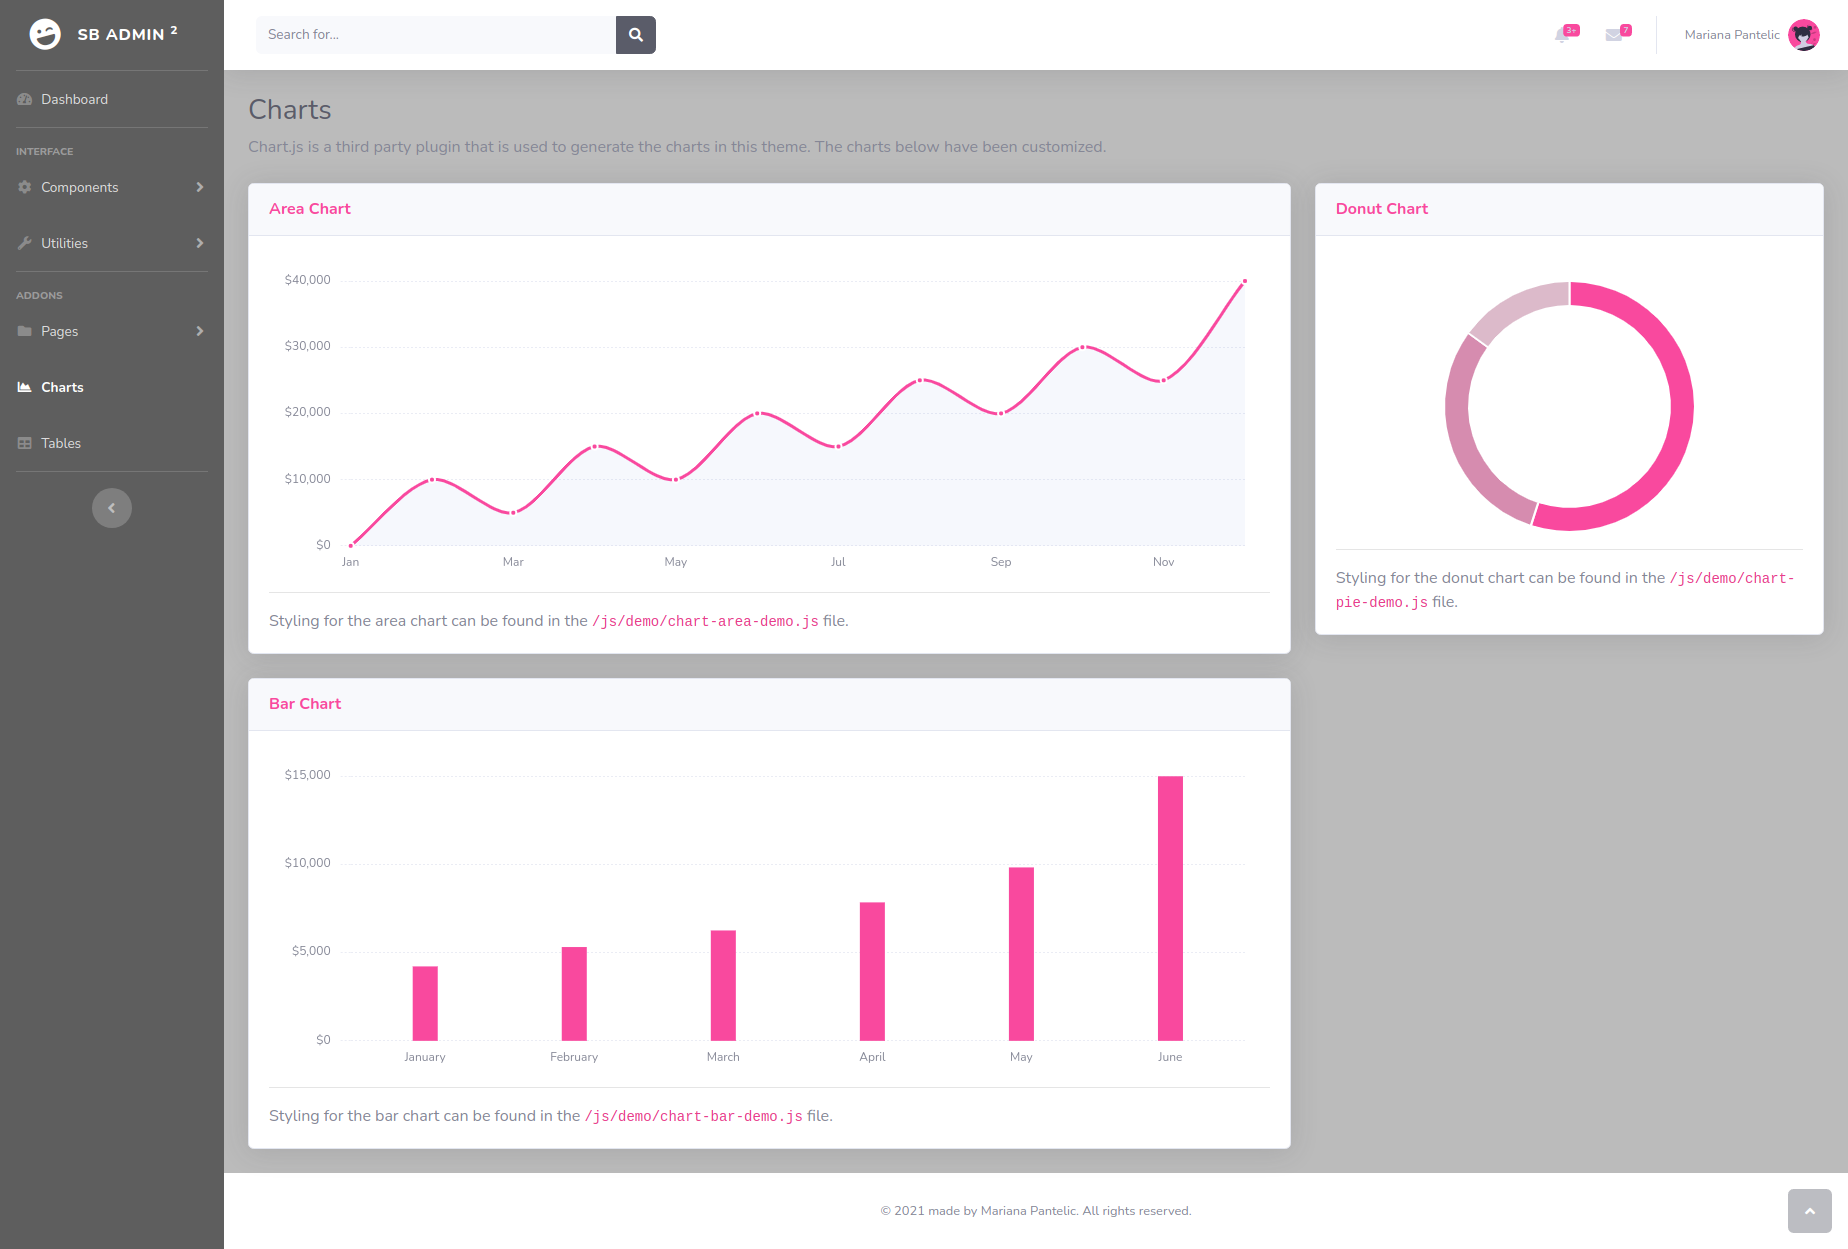 SB ADMIN 2
Search for...
3+
7
Mariana Pantelic
Dashboard
INTERFACE
Components
Utilities
ADDONS
Pages
Charts
Tables
Charts
Chart.js is a third party plugin that is used to generate the charts in this theme. The charts below have been customized.
Area Chart
$40,000
$30,000
$20,000
$10,000
$0
Jan Mar May Jul Sep Nov
Styling for the area chart can be found in the /js/demo/chart-area-demo.js file.
Donut Chart
Styling for the donut chart can be found in the /js/demo/chart-
pie-demo.js file.
Bar Chart
$15,000
$10,000
$5,000
$0
January February March April May June
Styling for the bar chart can be found in the /js/demo/chart-bar-demo.js file.
© 2021 made by Mariana Pantelic. All rights reserved.